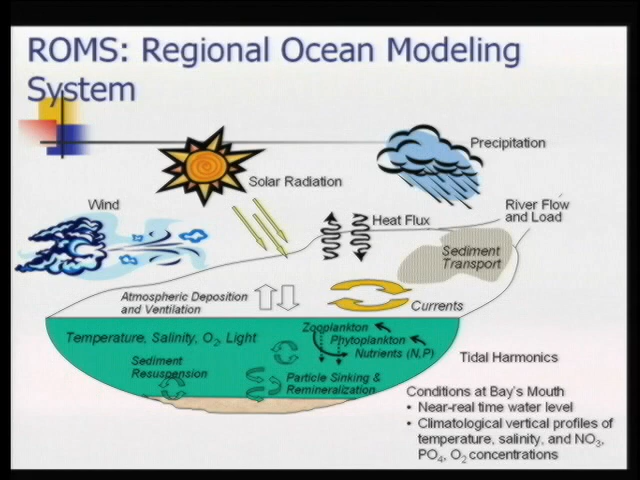 ROMS: Regional Ocean Modeling
System
Precipitation
Solar Radiation
Wind
Heat Flux
River Flow
and Load
Sediment
Transport
Atmospheric Deposition
and Ventilation
Currents
Temperature, Salinity, O2, Light
Zooplankton
Phytoplankton
Nutrients (N,P)
Sediment
Resuspension
Particle Sinking &
Remineralization
Tidal Harmonics
Conditions at Bay's Mouth
• Near-real time water level
• Climatological vertical profiles of
temperature, salinity, and NO3,
PO4, O2 concentrations